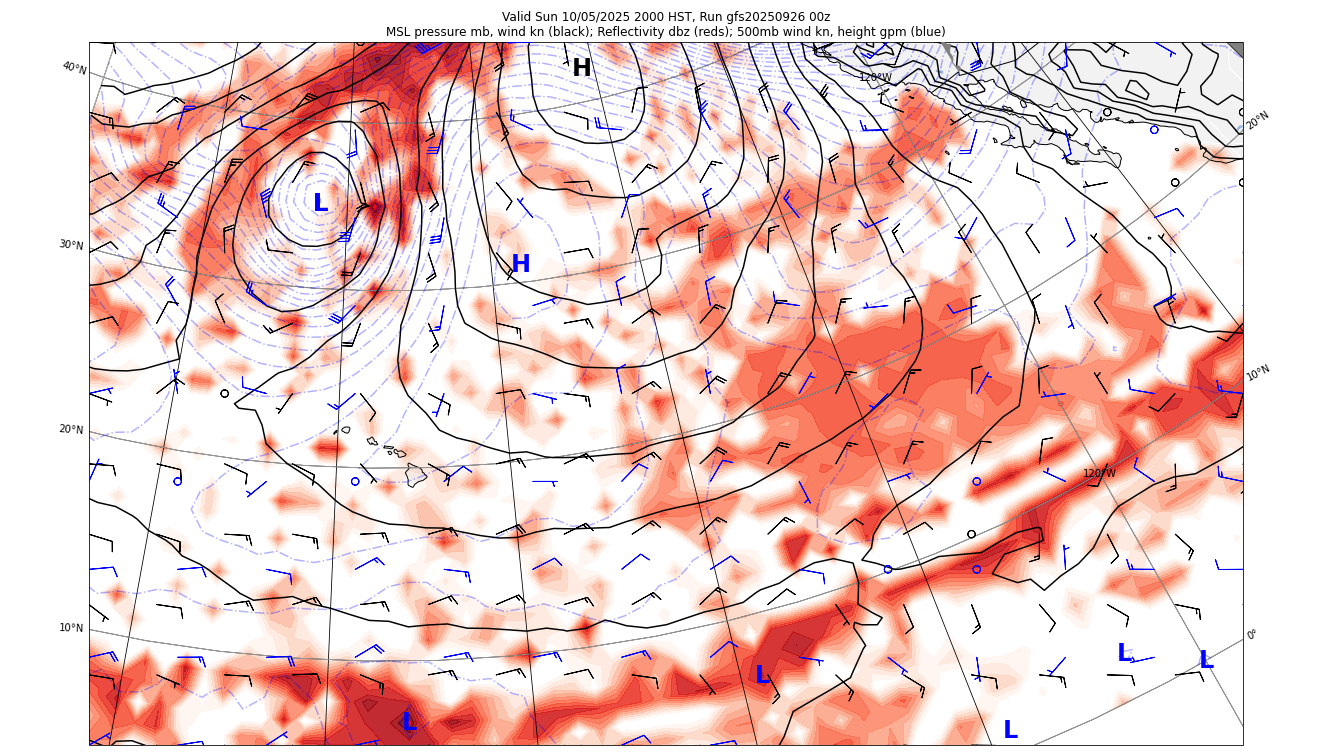 Valid Sun 10/05/2025 2000 HST, Run gfs20250926 00z
MSL pressure mb, wind kn (black); Reflectivity dbz (reds); 500mb wind kn, height gpm (blue)
40°N
H
120°W
20°N
L
30°N
H
10°N
20°N
120°W
10°N
0°
L
L
L
L
L